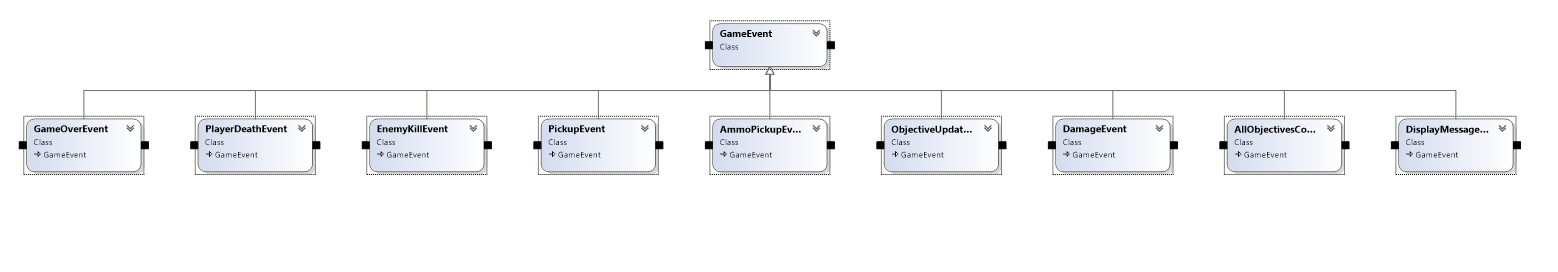 GameEvent
Class
GameOverEvent
Class
GameEvent
PlayerDeathEvent
Class
GameEvent
EnemyKillEvent
Class
GameEvent
PickupEvent
Class
GameEvent
AmmoPickupEv...
Class
GameEvent
ObjectiveUpdat...
Class
GameEvent
DamageEvent
Class
GameEvent
AllObjectivesCo...
Class
GameEvent
DisplayMessage...
Class
GameEvent